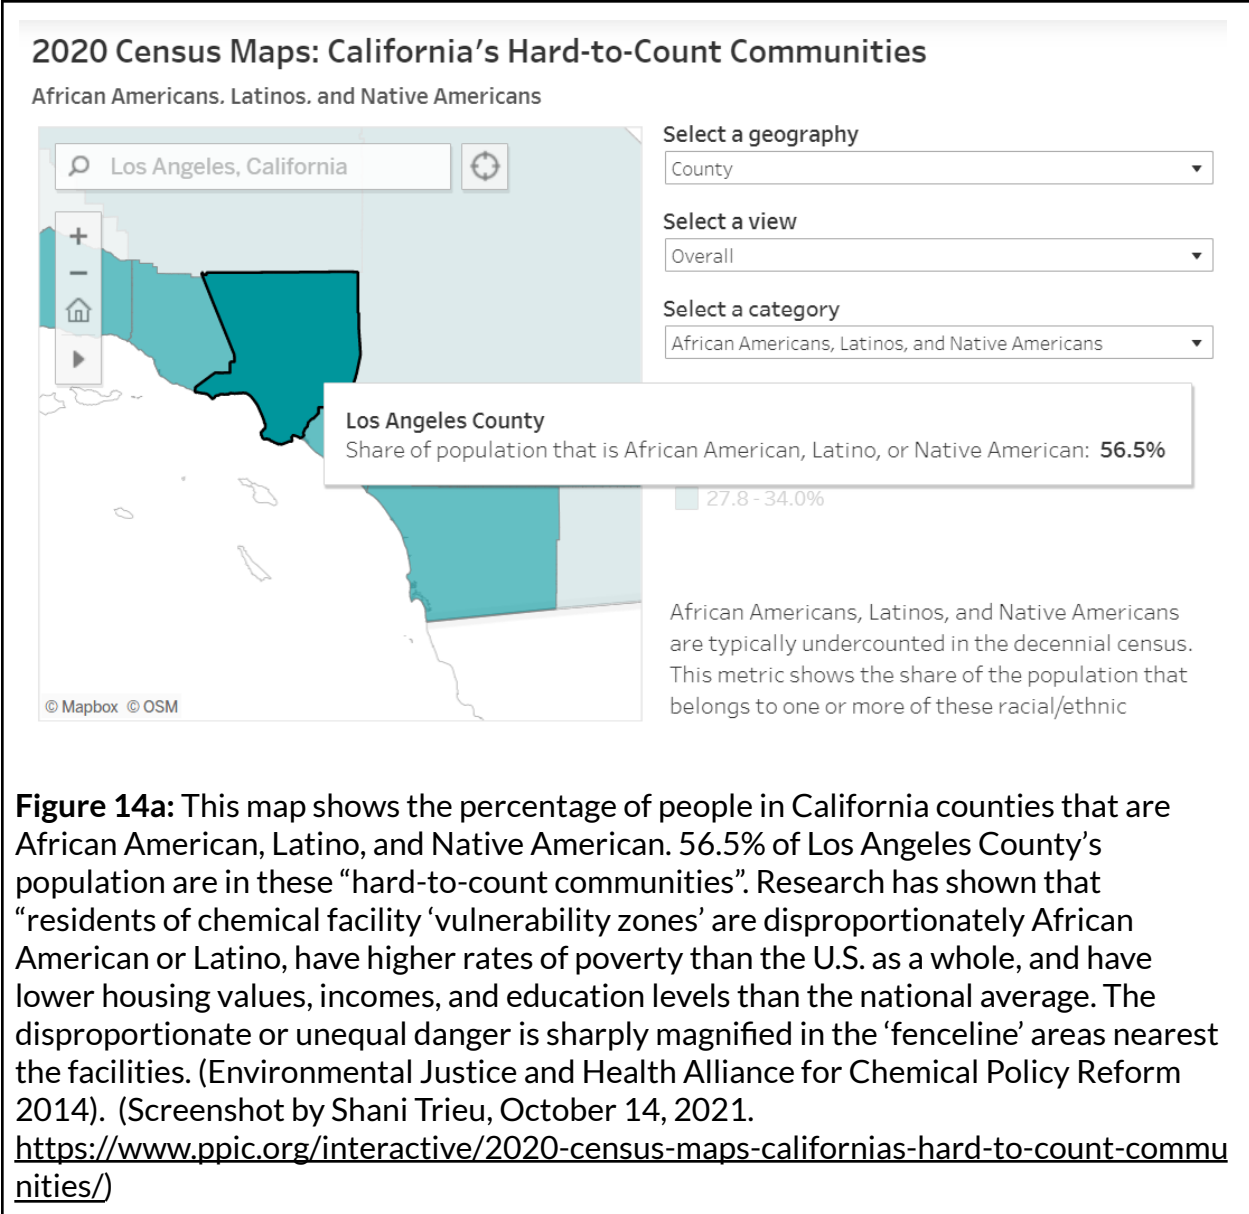 2020 Census Maps: California's Hard-to-Count Communities
African Americans, Latinos, and Native Americans
Los Angeles, California
Select a geography
County
Select a view
Overall
Select a category
African Americans, Latinos, and Native Americans
Los Angeles County
Share of population that is African American, Latino, or Native American: 56.5%
27.8 - 34.0%
African Americans, Latinos, and Native Americans
are typically undercounted in the decennial census.
This metric shows the share of the population that
belongs to one or more of these racial/ethnic
© Mapbox © OSM
Figure 14a: This map shows the percentage of people in California counties that are
African American, Latino, and Native American. 56.5% of Los Angeles County’s
population are in these “hard-to-count communities”. Research has shown that
“residents of chemical facility ‘vulnerability zones’ are disproportionately African
American or Latino, have higher rates of poverty than the U.S. as a whole, and have
lower housing values, incomes, and education levels than the national average. The
disproportionate or unequal danger is sharply magnified in the ‘fenceline’ areas nearest
the facilities. (Environmental Justice and Health Alliance for Chemical Policy Reform
2014). (Screenshot by Shani Trieu, October 14, 2021.
https://www.ppic.org/interactive/2020-census-maps-californias-hard-to-count-commu
nities/)